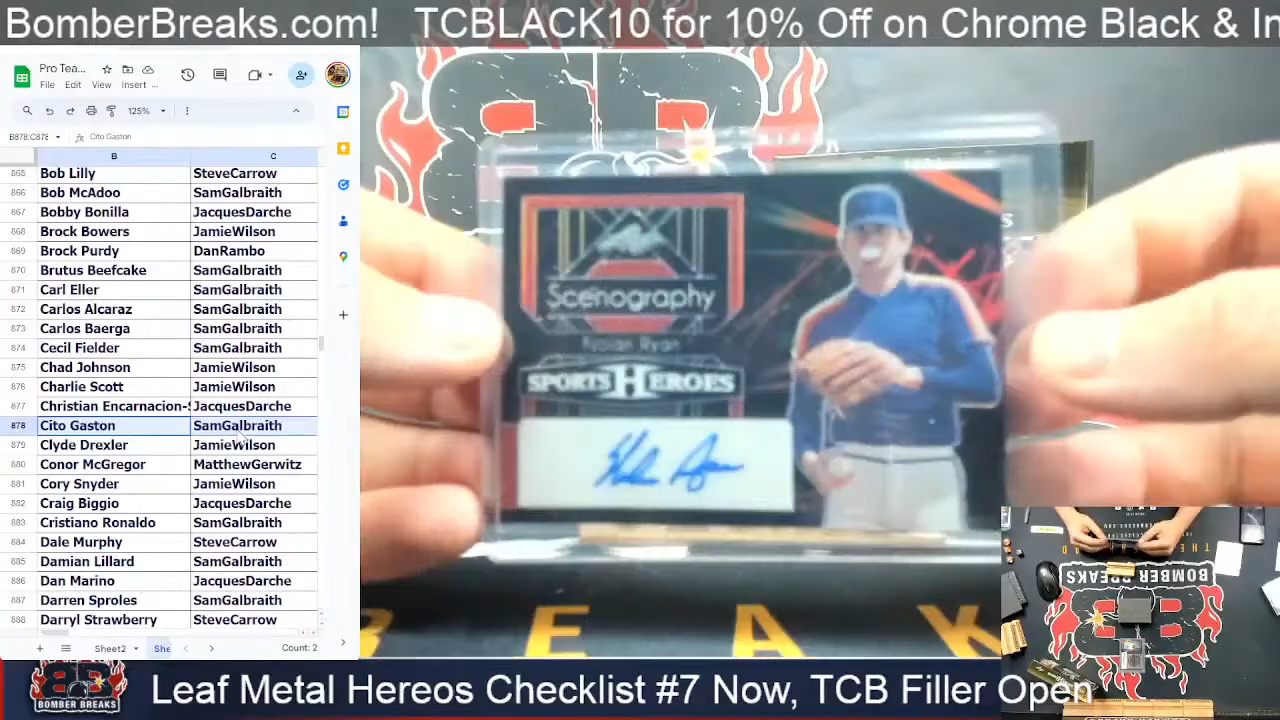 BomberBreaks.com! TCBLACK10 for 10% Off on Chrome Black & In
Pro Tea...
File Edit View Insert ...
125%
B878:C878 Cito Gaston
B C
865 Bob Lilly SteveCarrow
866 Bob McAdoo SamGalbraith
867 Bobby Bonilla JacquesDarche
868 Brock Bowers JamieWilson
869 Brock Purdy DanRambo
870 Brutus Beefcake SamGalbraith
871 Carl Eller SamGalbraith
872 Carlos Alcaraz SamGalbraith
873 Carlos Baerga SamGalbraith
874 Cecil Fielder SamGalbraith
875 Chad Johnson JamieWilson
876 Charlie Scott JamieWilson
877 Christian Encarnacion- JacquesDarche
878 Cito Gaston SamGalbraith
879 Clyde Drexler JamieWilson
880 Conor McGregor MatthewGerwitz
881 Cory Snyder JamieWilson
882 Craig Biggio JacquesDarche
883 Cristiano Ronaldo SamGalbraith
884 Dale Murphy SteveCarrow
885 Damian Lillard SamGalbraith
886 Dan Marino JacquesDarche
887 Darren Sproles SamGalbraith
888 Darryl Strawberry SteveCarrow
Sheet2 She Count: 2
Scenography
Nolan Ryan
SPORTS HEROES
B E A K
BOMBER BREAKS
BOMBER BREAKS
Leaf Metal Hereos Checklist #7 Now, TCB Filler Open